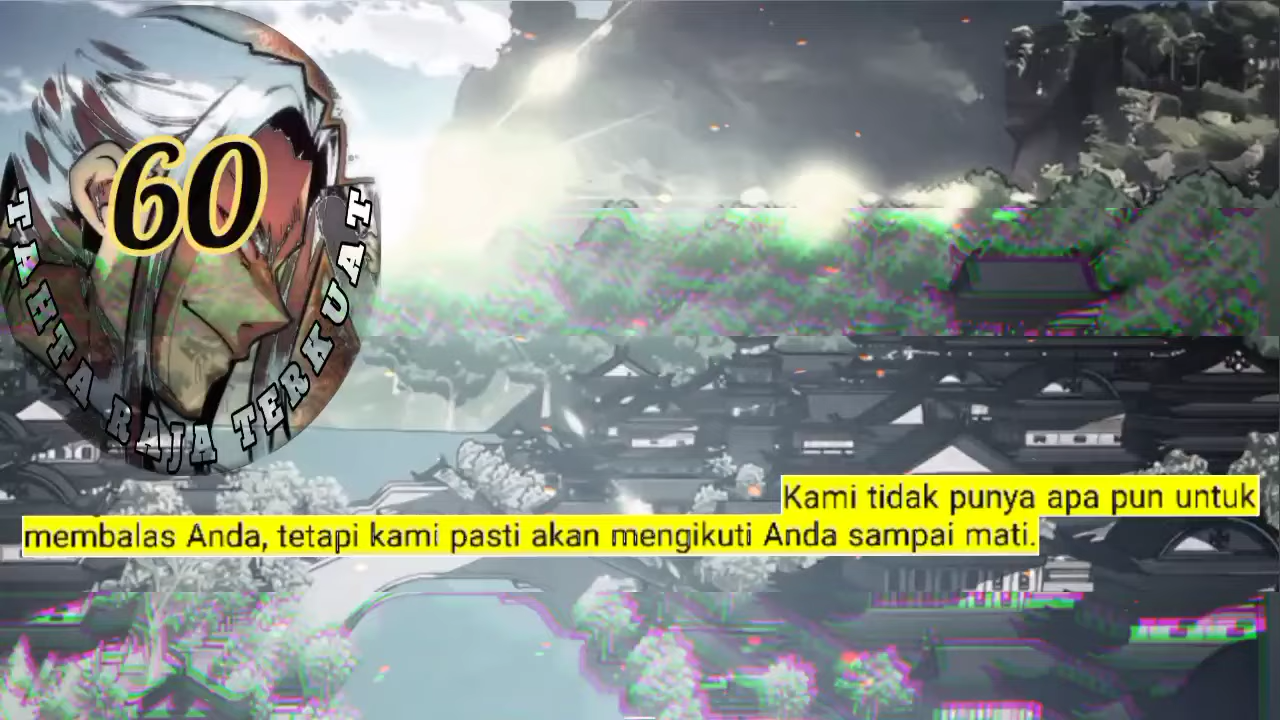 60
TAHTA RAJA TERKUAT
Kami tidak punya apa pun untuk
membalas Anda, tetapi kami pasti akan mengikuti Anda sampai mati.